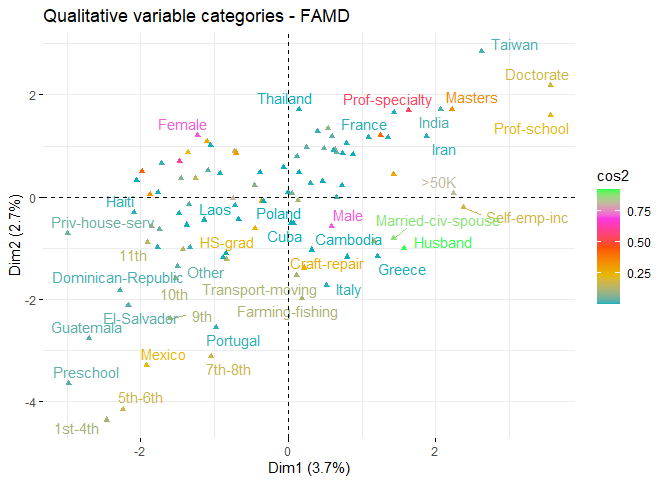 Qualitative variable categories - FAMD
Taiwan
Doctorate
Thailand
Prof-specialty
Masters
Female
France
India
Prof-school
Iran
>50K
Haiti
Priv-house-serv
Laos
Poland
Male
Self-emp-inc
Married-civ-spouse
11th
HS-grad
Cuba
Cambodia
Husband
Other
Craft-repair
Greece
Dominican-Republic
10th
Transport-moving
Italy
El-Salvador
9th
Farming-fishing
Guatemala
Portugal
Mexico
7th-8th
Preschool
5th-6th
1st-4th
2
0
-2
-4
-2
0
2
Dim1 (3.7%)
Dim2 (2.7%)
cos2
0.75
0.50
0.25